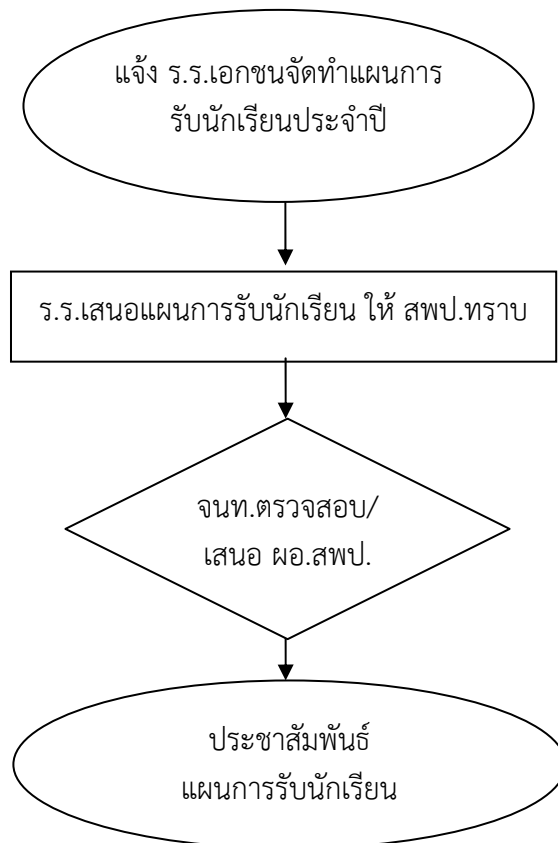 แจ้ง ร.ร.เอกชนจัดทำแผนการ
รับนักเรียนประจำปี
ร.ร.เสนอแผนการรับนักเรียน ให้ สพป.ทราบ
จนท.ตรวจสอบ/
เสนอ ผอ.สพป.
ประชาสัมพันธ์
แผนการรับนักเรียน